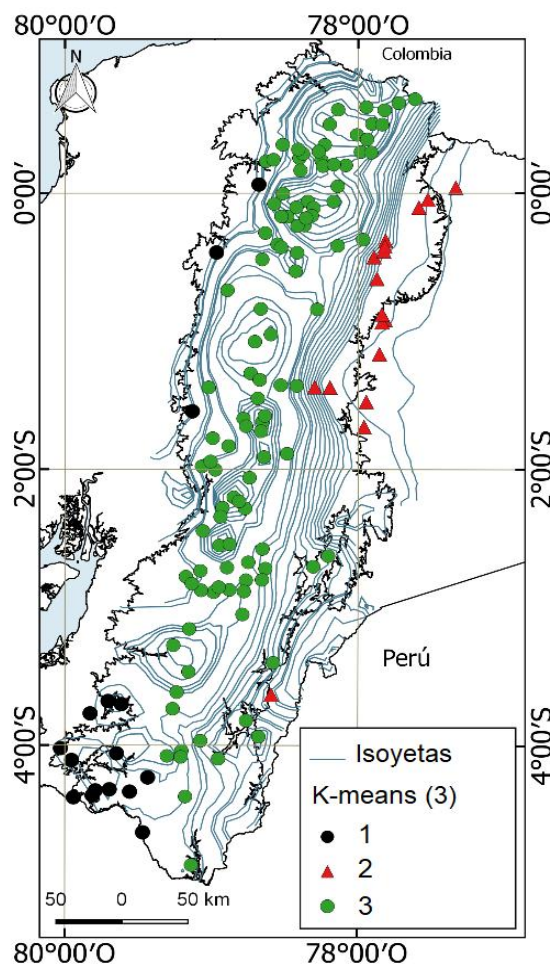 80°00′O 78°00′O
Colombia
N
0°00′ 0°00′
2°00′S 2°00′S
Perú
4°00′S 4°00′S
Isoyetas
K-means (3)
1
2
3
50 0 50 km
80°00′O 78°00′O